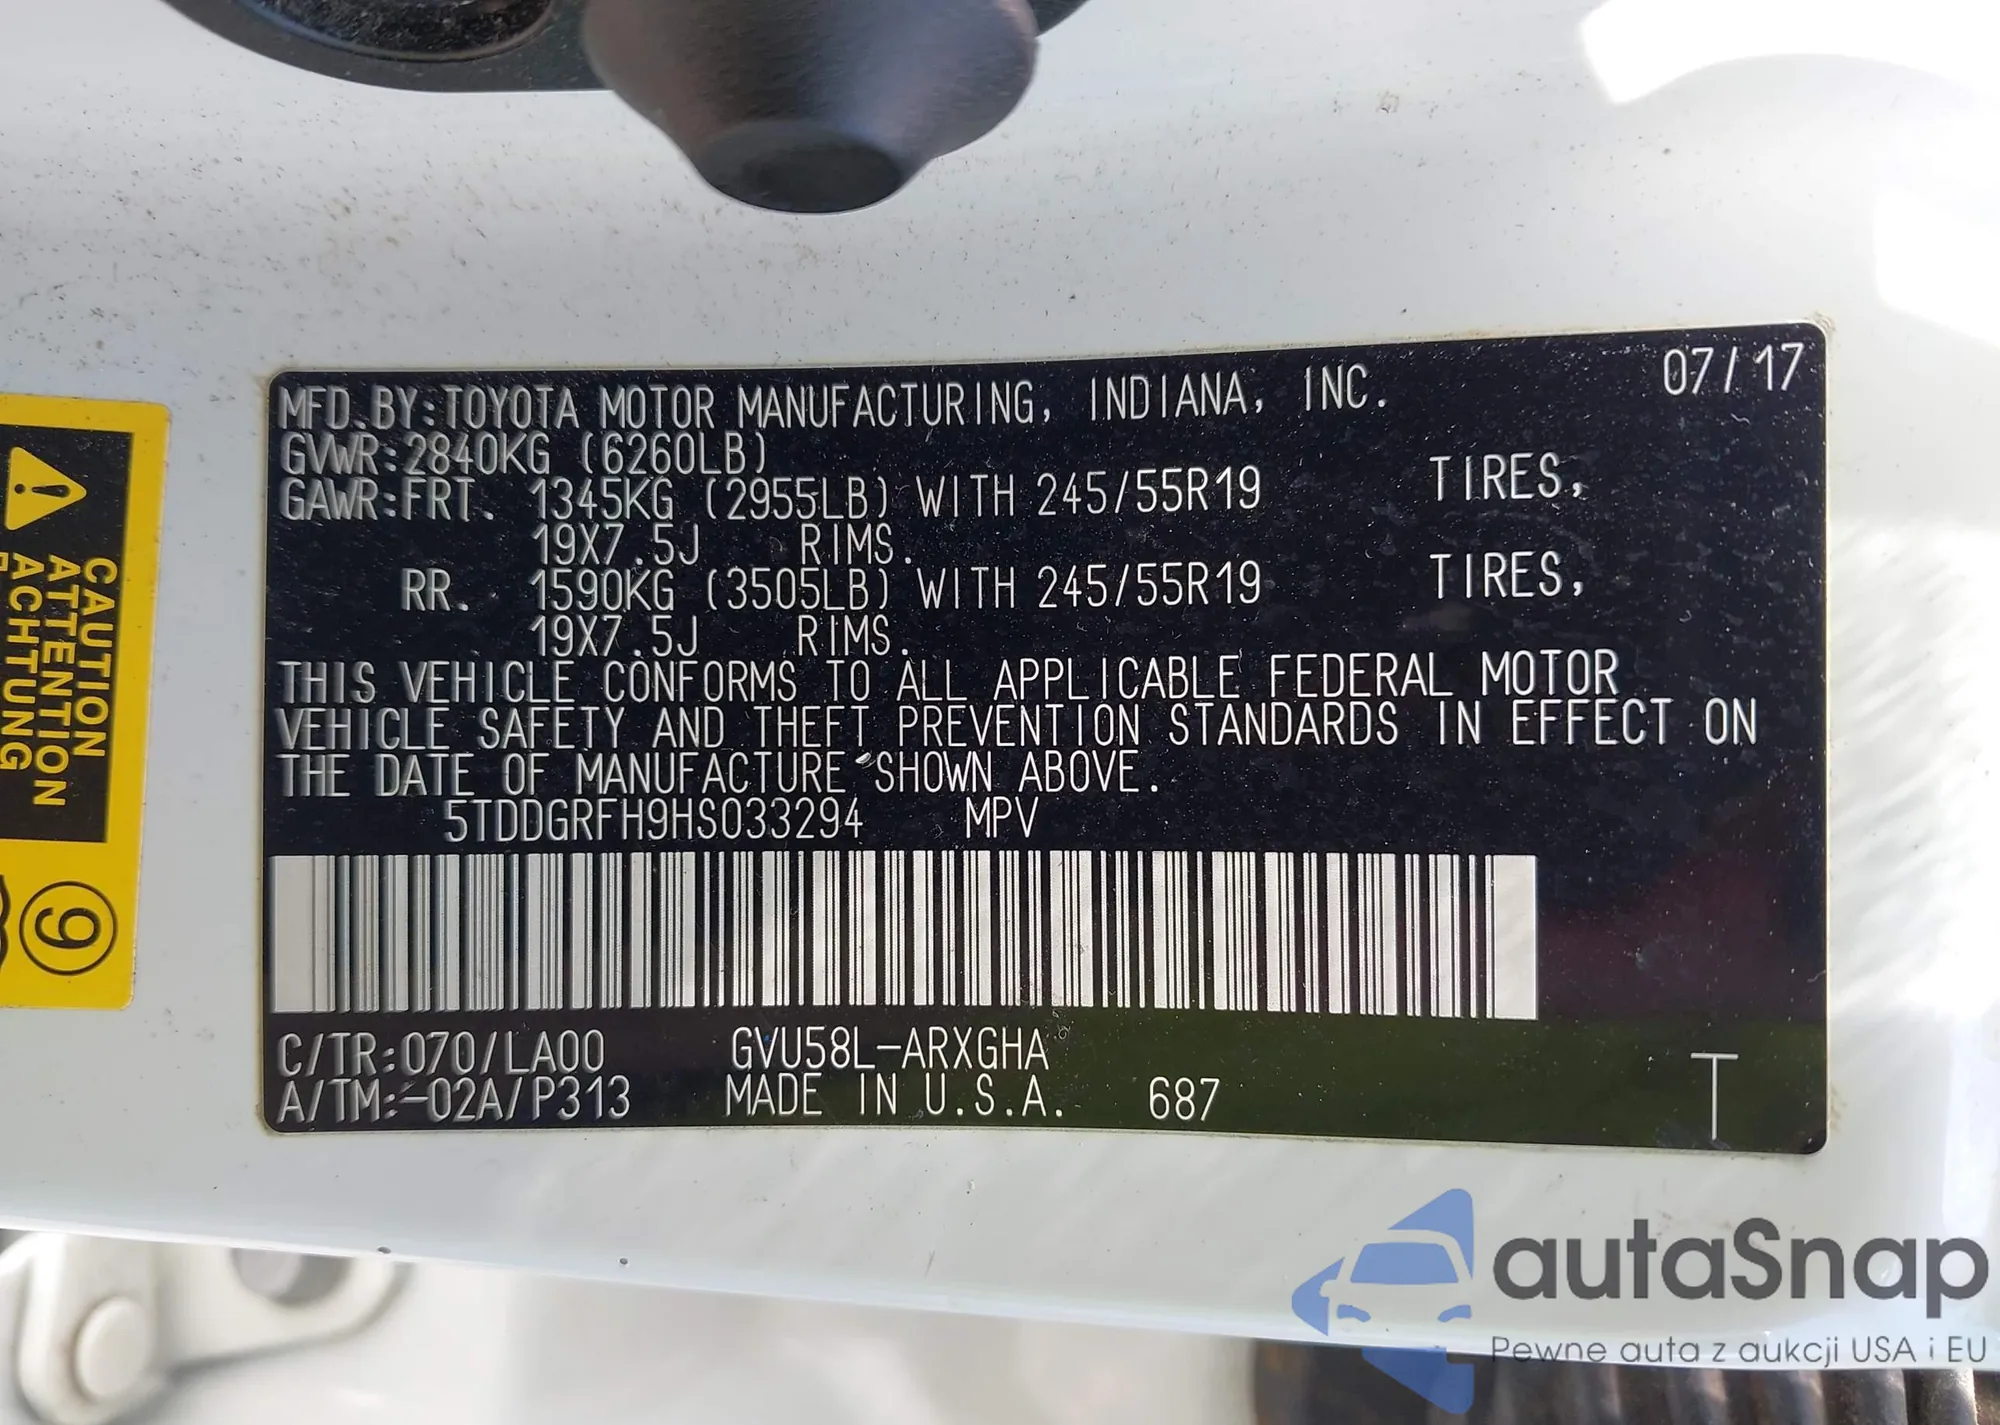 MFD.BY:TOYOTA MOTOR MANUFACTURING, INDIANA, INC. 07/17
GVWR:2840KG (6260LB)
GAWR:FRT. 1345KG (2955LB) WITH 245/55R19 TIRES,
19X7.5J RIMS.
RR. 1590KG (3505LB) WITH 245/55R19 TIRES,
19X7.5J RIMS.
THIS VEHICLE CONFORMS TO ALL APPLICABLE FEDERAL MOTOR
VEHICLE SAFETY AND THEFT PREVENTION STANDARDS IN EFFECT ON
THE DATE OF MANUFACTURE SHOWN ABOVE.
5TDDGRFH9HS033294 MPV
C/TR:070/LA00 GVU58L-ARXGHA
A/TM:-02A/P313 MADE IN U.S.A. 687 T
CAUTION
ATTENTION
ACHTUNG
9
autaSnap
Pewne auta z aukcji USA i EU